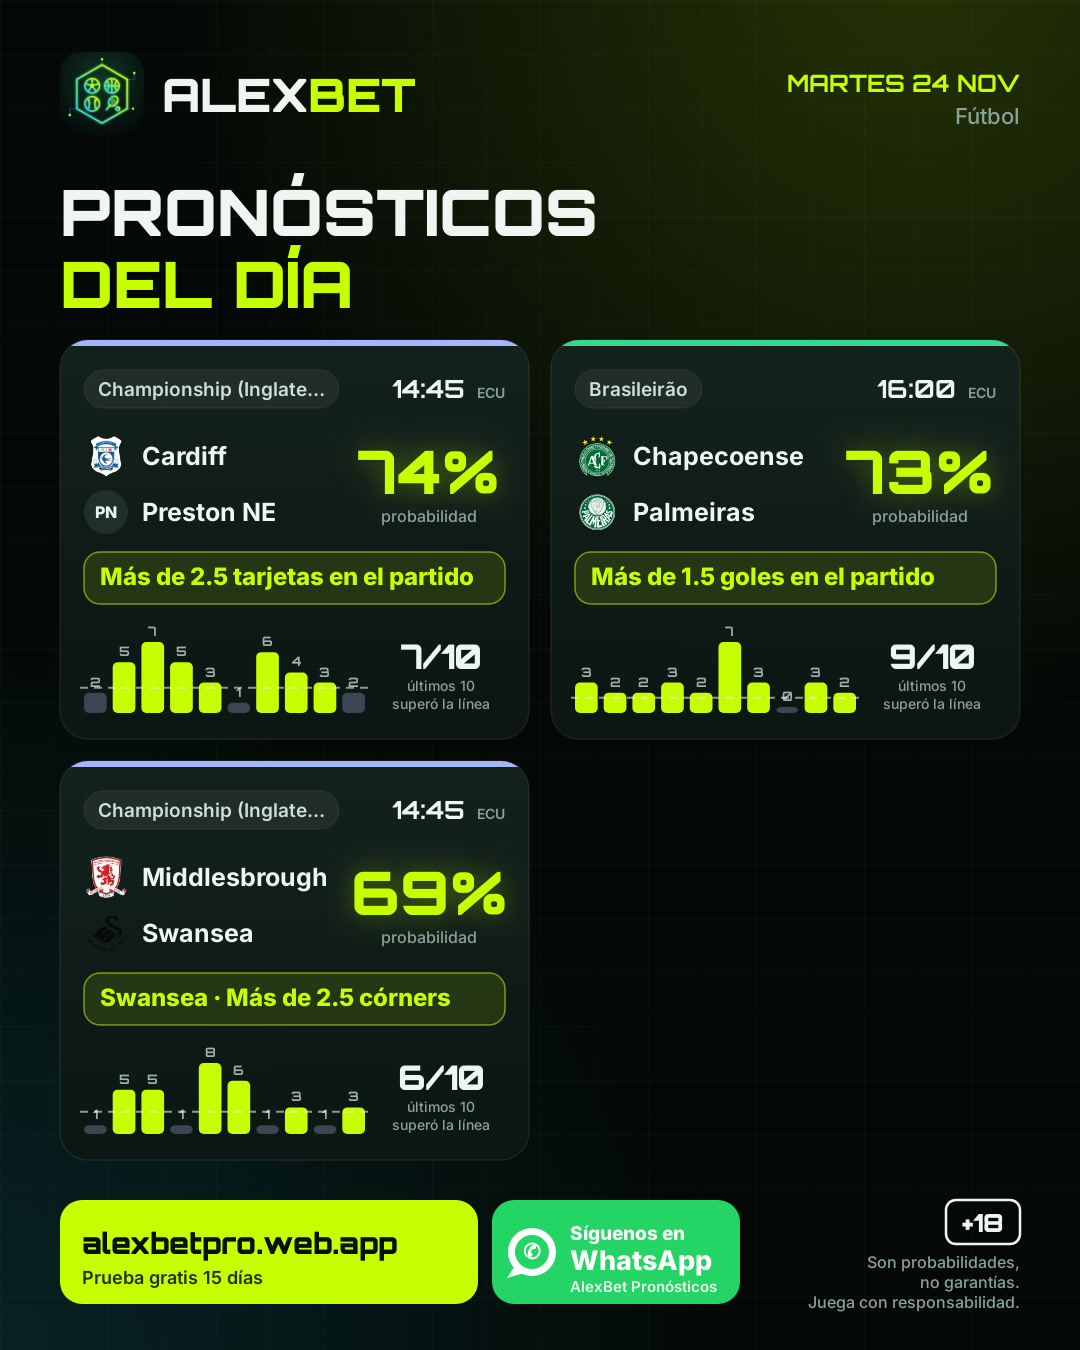 ALEXBET
MARTES 24 NOV
Fútbol
PRONÓSTICOS
DEL DÍA
Championship (Inglate...
14:45 ECU
Cardiff
PN
Preston NE
74%
probabilidad
Más de 2.5 tarjetas en el partido
2 5 7 5 3 1 6 4 3 2
7/10
últimos 10
superó la línea
Brasileirão
16:00 ECU
Chapecoense
Palmeiras
73%
probabilidad
Más de 1.5 goles en el partido
3 2 2 3 2 7 3 0 3 2
9/10
últimos 10
superó la línea
Championship (Inglate...
14:45 ECU
Middlesbrough
Swansea
69%
probabilidad
Swansea · Más de 2.5 córners
1 5 5 1 8 6 1 3 1 3
6/10
últimos 10
superó la línea
alexbetpro.web.app
Prueba gratis 15 días
Síguenos en
WhatsApp
AlexBet Pronósticos
+18
Son probabilidades,
no garantías.
Juega con responsabilidad.